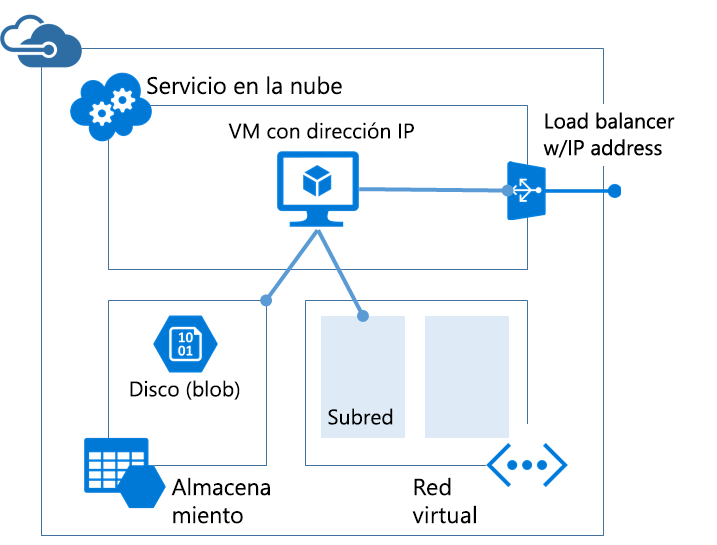 Servicio en la nube
VM con dirección IP
Load balancer
w/IP address
10
01
Disco (blob)
Subred
Almacena
miento
Red
virtual